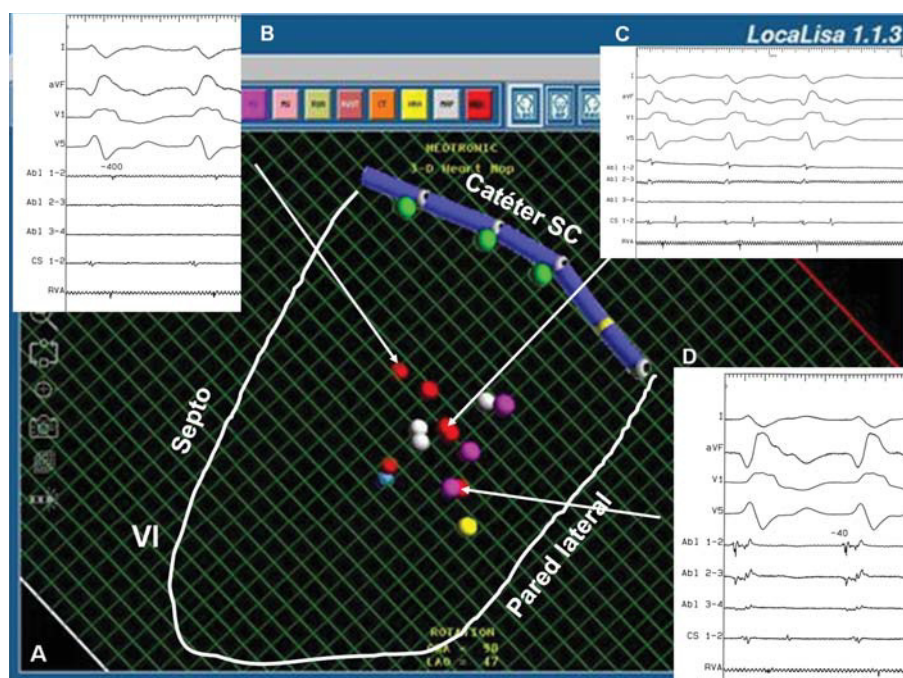 B
C
LocaLisa 1.1.3
I
aVF
V1
V5
-400
Abl 1-2
Abl 2-3
Abl 3-4
CS 1-2
RVA
I
aVF
V1
V5
Abl 1-2
Abl 2-3
Abl 3-4
CS 1-2
RVA
MEDTRONIC
3-D Heart Map
Catéter SC
Septo
VI
Pared lateral
D
I
aVF
V1
V5
-40
Abl 1-2
Abl 2-3
Abl 3-4
CS 1-2
RVA
A
ROTATION
= 90
LAO = 47